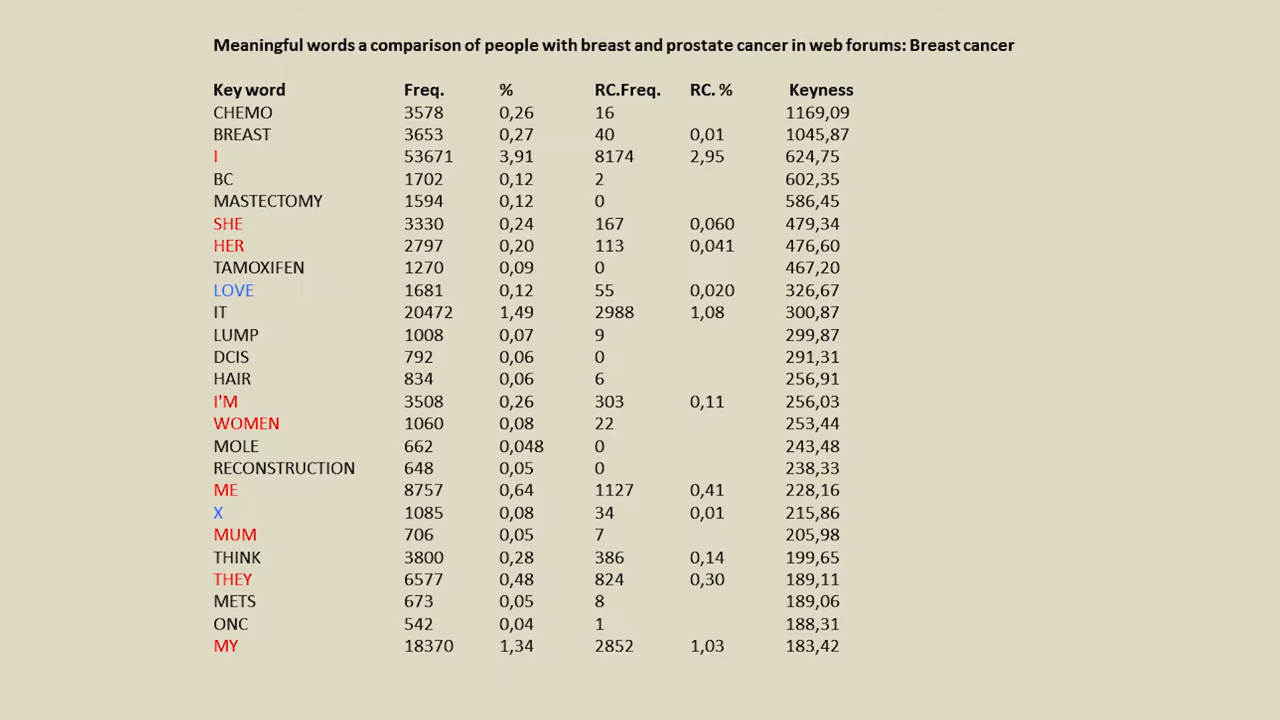 Meaningful words a comparison of people with breast and prostate cancer in web forums: Breast cancer
Key word Freq. % RC.Freq. RC. % Keyness
CHEMO 3578 0,26 16 1169,09
BREAST 3653 0,27 40 0,01 1045,87
I 53671 3,91 8174 2,95 624,75
BC 1702 0,12 2 602,35
MASTECTOMY 1594 0,12 0 586,45
SHE 3330 0,24 167 0,060 479,34
HER 2797 0,20 113 0,041 476,60
TAMOXIFEN 1270 0,09 0 467,20
LOVE 1681 0,12 55 0,020 326,67
IT 20472 1,49 2988 1,08 300,87
LUMP 1008 0,07 9 299,87
DCIS 792 0,06 0 291,31
HAIR 834 0,06 6 256,91
I'M 3508 0,26 303 0,11 256,03
WOMEN 1060 0,08 22 253,44
MOLE 662 0,048 0 243,48
RECONSTRUCTION 648 0,05 0 238,33
ME 8757 0,64 1127 0,41 228,16
X 1085 0,08 34 0,01 215,86
MUM 706 0,05 7 205,98
THINK 3800 0,28 386 0,14 199,65
THEY 6577 0,48 824 0,30 189,11
METS 673 0,05 8 189,06
ONC 542 0,04 1 188,31
MY 18370 1,34 2852 1,03 183,42